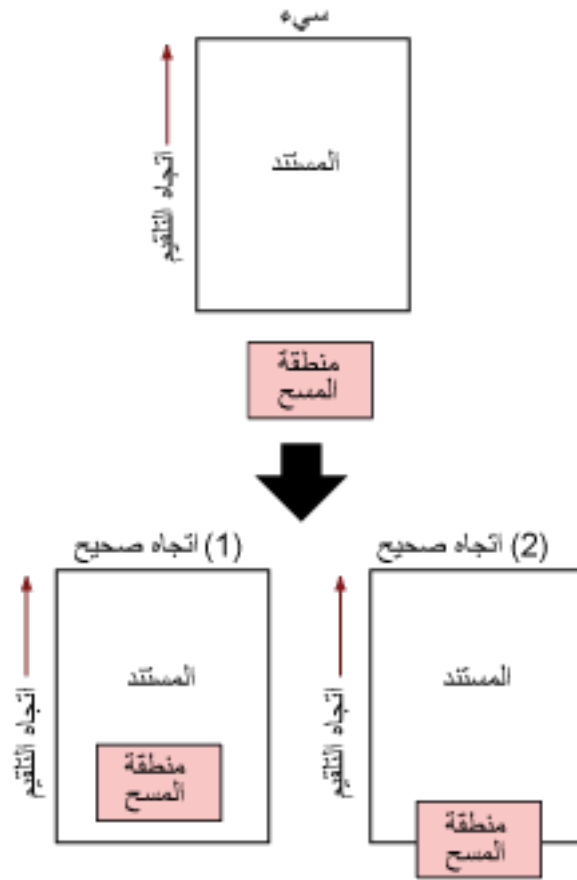 سيء
المستند
اتجاه التلقيم
منطقة
المسح
(1) اتجاه صحيح
(2) اتجاه صحيح
المستند
اتجاه التلقيم
منطقة
المسح
المستند
اتجاه التلقيم
منطقة
المسح